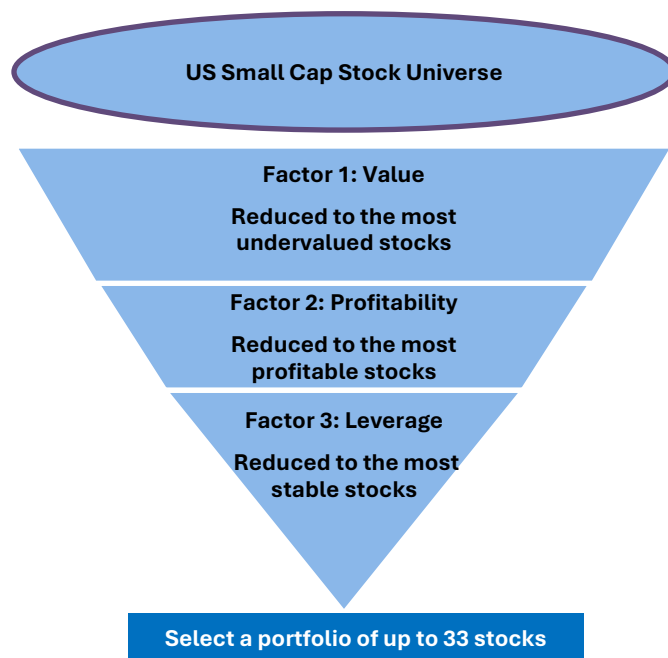 US Small Cap Stock Universe
Factor 1: Value
Reduced to the most
undervalued stocks
Factor 2: Profitability
Reduced to the most
profitable stocks
Factor 3: Leverage
Reduced to the most
stable stocks
Select a portfolio of up to 33 stocks